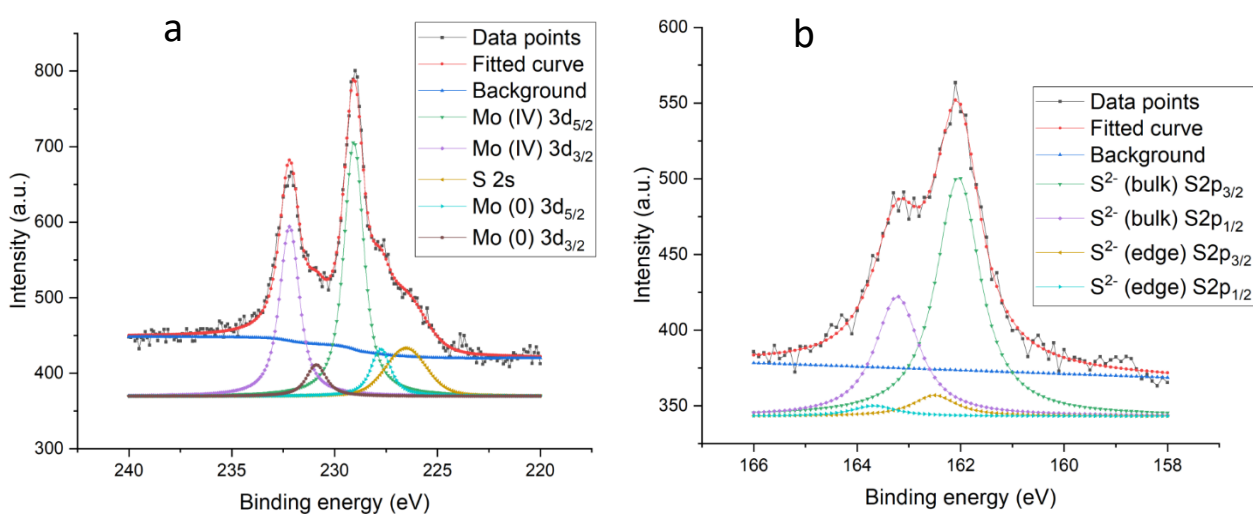 a
Data points
Fitted curve
Background
Mo (IV) 3d5/2
Mo (IV) 3d3/2
S 2s
Mo (0) 3d5/2
Mo (0) 3d3/2
Intensity (a.u.)
800
700
600
500
400
300
240
235
230
225
220
Binding energy (eV)
b
Data points
Fitted curve
Background
S2- (bulk) S2p3/2
S2- (bulk) S2p1/2
S2- (edge) S2p3/2
S2- (edge) S2p1/2
Intensity (a.u.)
600
550
500
450
400
350
166
164
162
160
158
Binding energy (eV)